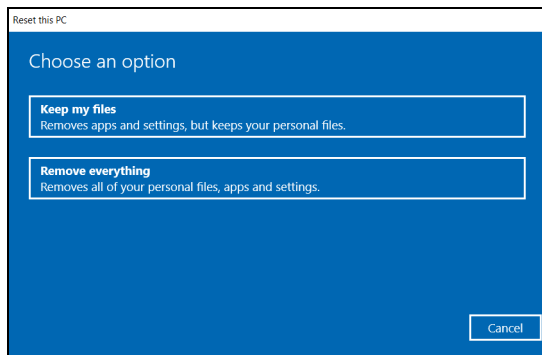 Reset this PC
Choose an option
Keep my files
Removes apps and settings, but keeps your personal files.
Remove everything
Removes all of your personal files, apps and settings.
Cancel